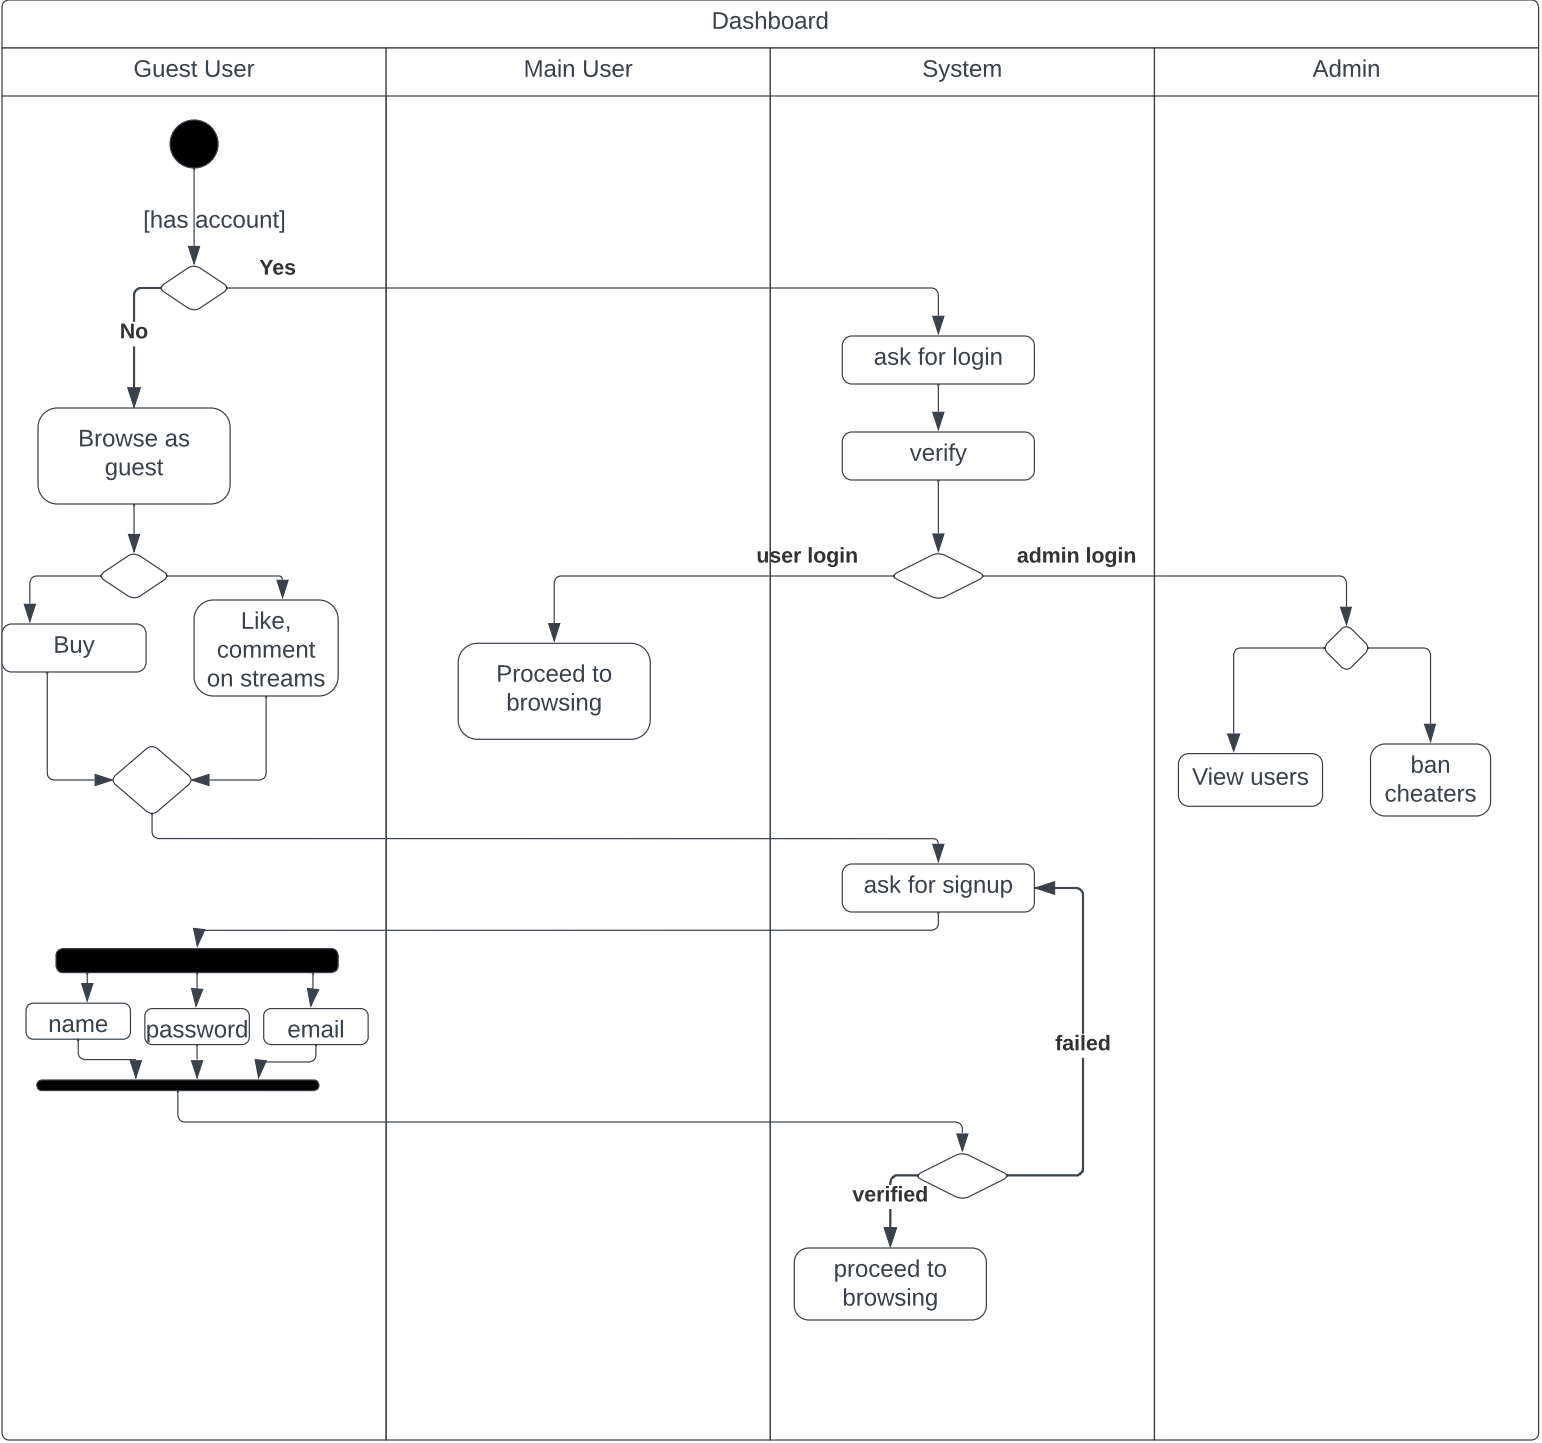 Dashboard
Guest User
Main User
System
Admin
[has account]
Yes
No
ask for login
Browse as
guest
verify
user login
admin login
Like,
comment
on streams
Buy
Proceed to
browsing
View users
ban
cheaters
ask for signup
name
password
email
failed
verified
proceed to
browsing